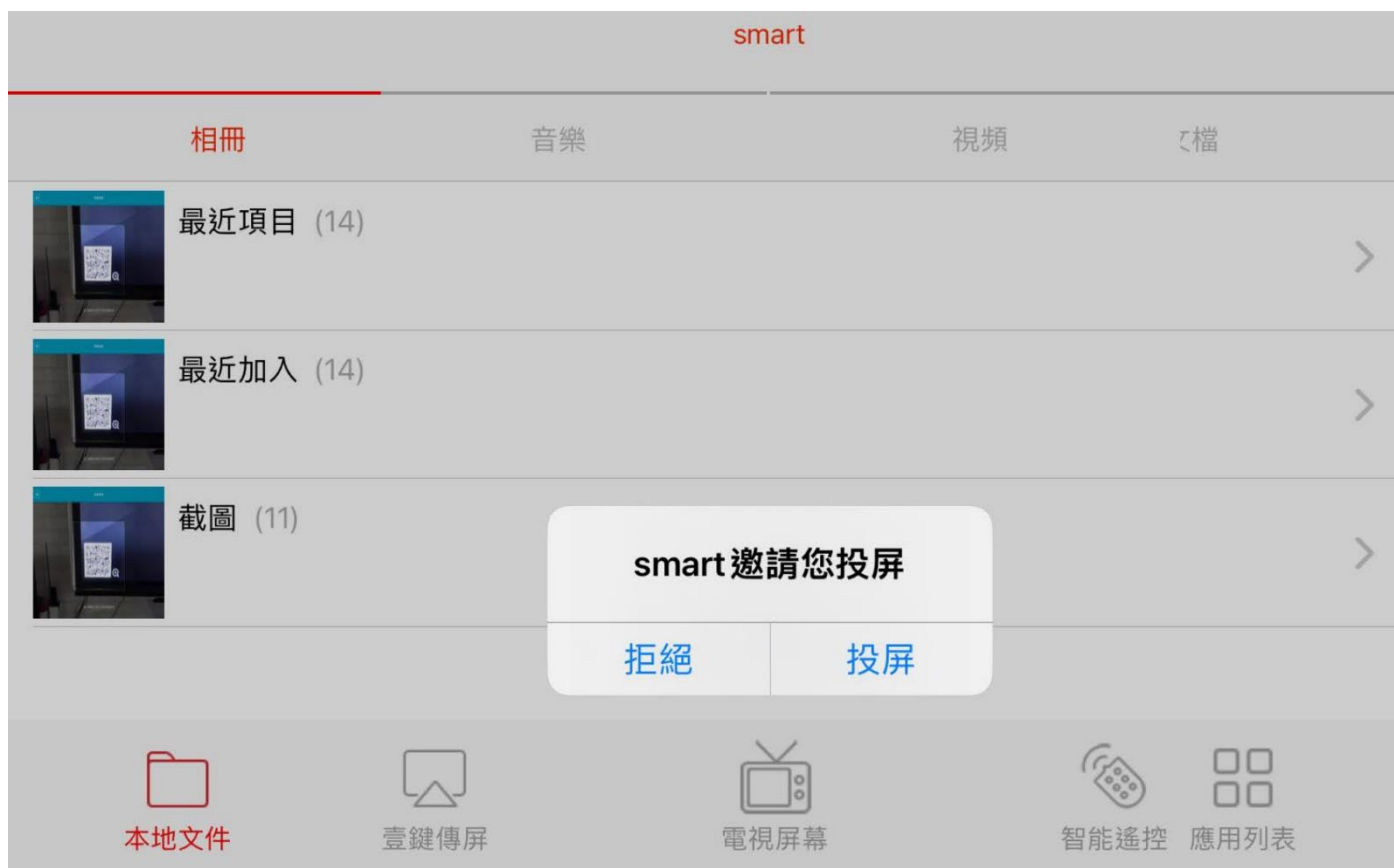 smart
相冊 音樂 視頻 文檔
最近項目 (14)
最近加入 (14)
截圖 (11)
smart邀請您投屏
拒絕 投屏
本地文件 壹鍵傳屏 電視屏幕 智能遙控 應用列表